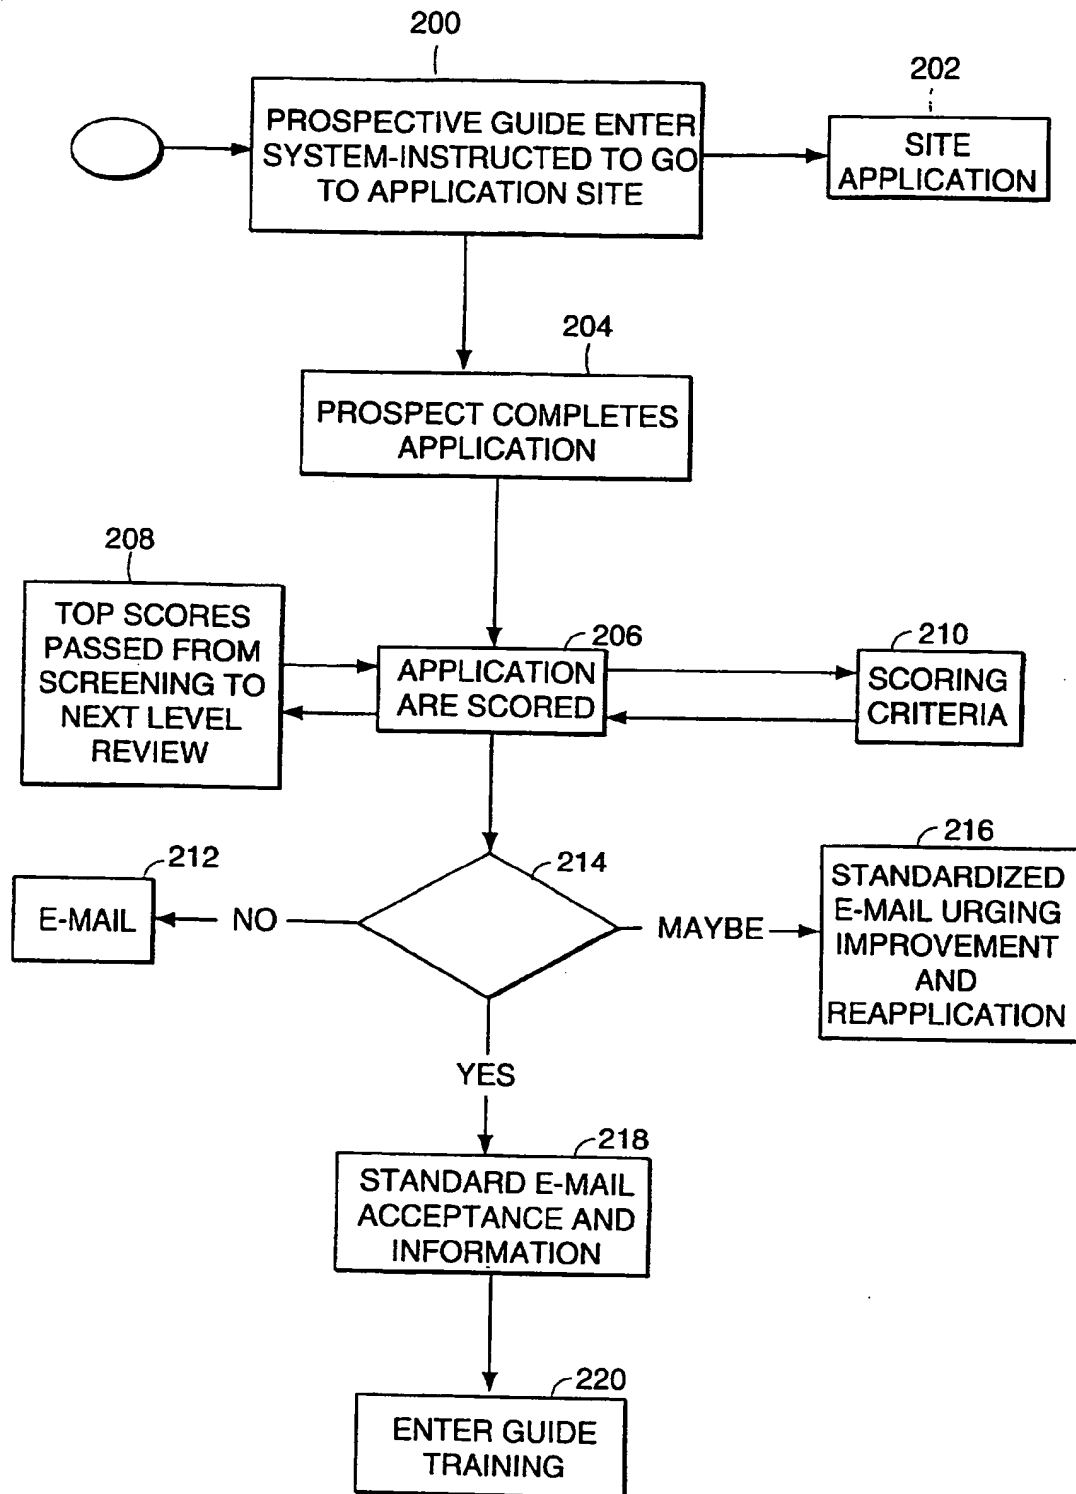 200
PROSPECTIVE GUIDE ENTER
SYSTEM-INSTRUCTED TO GO
TO APPLICATION SITE
202
SITE
APPLICATION
204
PROSPECT COMPLETES
APPLICATION
208
TOP SCORES
PASSED FROM
SCREENING TO
NEXT LEVEL
REVIEW
206
APPLICATION
ARE SCORED
210
SCORING
CRITERIA
212
E-MAIL
NO
214
MAYBE
216
STANDARDIZED
E-MAIL URGING
IMPROVEMENT
AND
REAPPLICATION
YES
218
STANDARD E-MAIL
ACCEPTANCE AND
INFORMATION
220
ENTER GUIDE
TRAINING